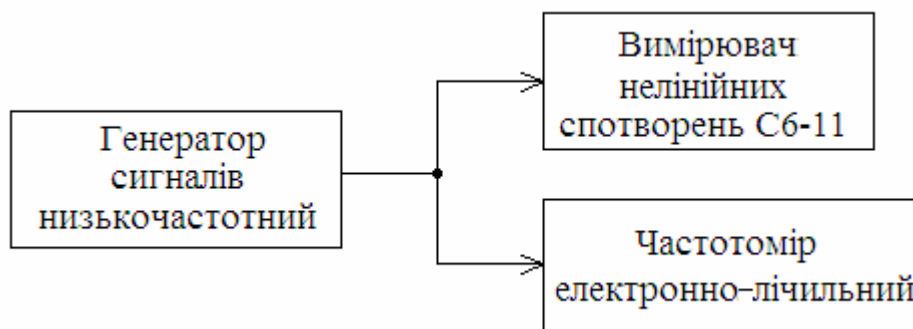 Генератор
сигналів
низькочастотний
Вимірювач
нелінійних
спотворень С6-11
Частотомір
електронно–лічильний